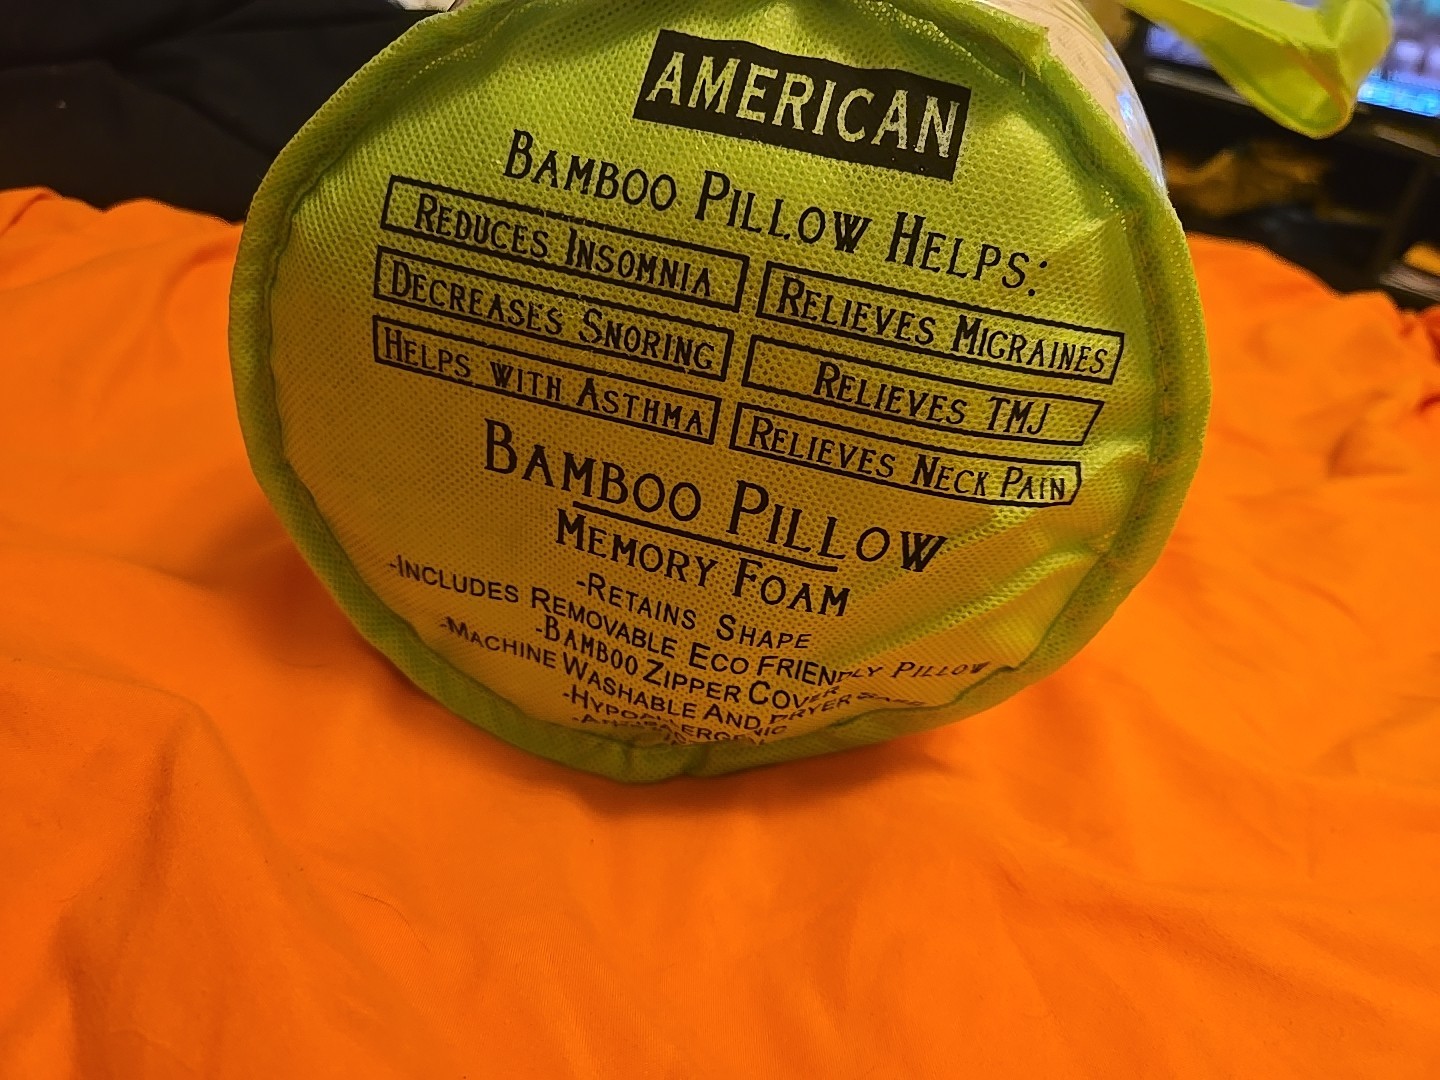 AMERICAN
BAMBOO PILLOW HELPS:
REDUCES INSOMNIA
RELIEVES MIGRAINES
DECREASES SNORING
RELIEVES TMJ
HELPS WITH ASTHMA
RELIEVES NECK PAIN
BAMBOO PILLOW
MEMORY FOAM
-RETAINS SHAPE
-INCLUDES REMOVABLE ECO FRIENDLY PILLOW
-BAMBOO ZIPPER COVER
-MACHINE WASHABLE AND DRYER
-HYPOALLERGENIC